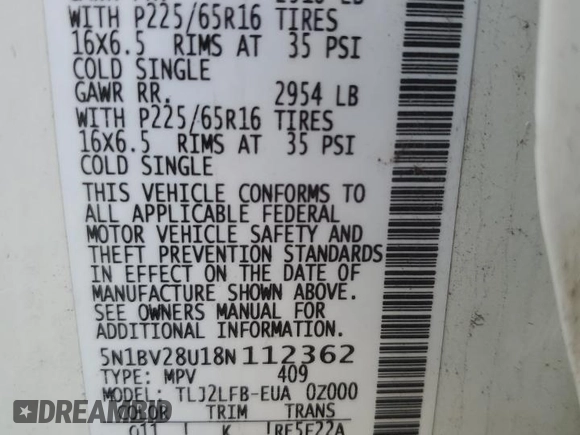 WITH P225/65R16 TIRES
16X6.5 RIMS AT 35 PSI
COLD SINGLE
GAWR RR. 2954 LB
WITH P225/65R16 TIRES
16X6.5 RIMS AT 35 PSI
COLD SINGLE
THIS VEHICLE CONFORMS TO
ALL APPLICABLE FEDERAL
MOTOR VEHICLE SAFETY AND
THEFT PREVENTION STANDARDS
IN EFFECT ON THE DATE OF
MANUFACTURE SHOWN ABOVE.
SEE OWNERS MANUAL FOR
ADDITIONAL INFORMATION.
5N1BV28U18N112362
TYPE: MPV 409
MODEL: TLJ2LFB-EUA 0Z000
COLOR TRIM TRANS
Q11 K RE5F22A
DREAMBID